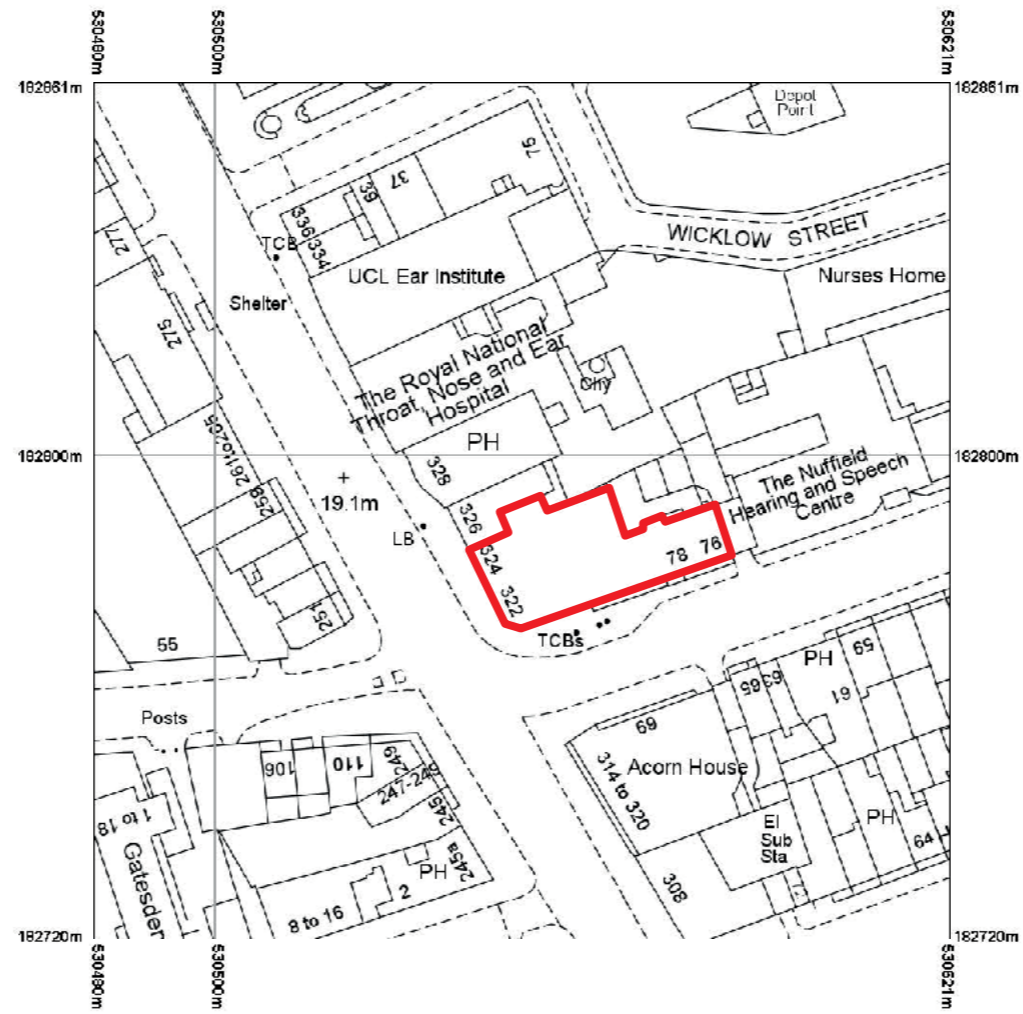 530480m
530500m
530621m
182861m
182861m
Depot
Point
75
37
39
336
334
TCB
277
WICKLOW STREET
UCL Ear Institute
Nurses Home
Shelter
275
The Royal National
Throat, Nose and Ear
Hospital
Chy
PH
182800m
182800m
328
261 to 265
259
19.1m
The Nuffield
Hearing and Speech
Centre
326
LB
324
78
76
322
251
TCBs
55
PH
59
63
65
61
Posts
69
106
110
249
247-249
Acorn House
314 to 320
245
1 to 18
El
Sub
Sta
PH
64
Gatesden
PH
245a
2
308
8 to 16
182720m
182720m
530480m
530500m
530621m